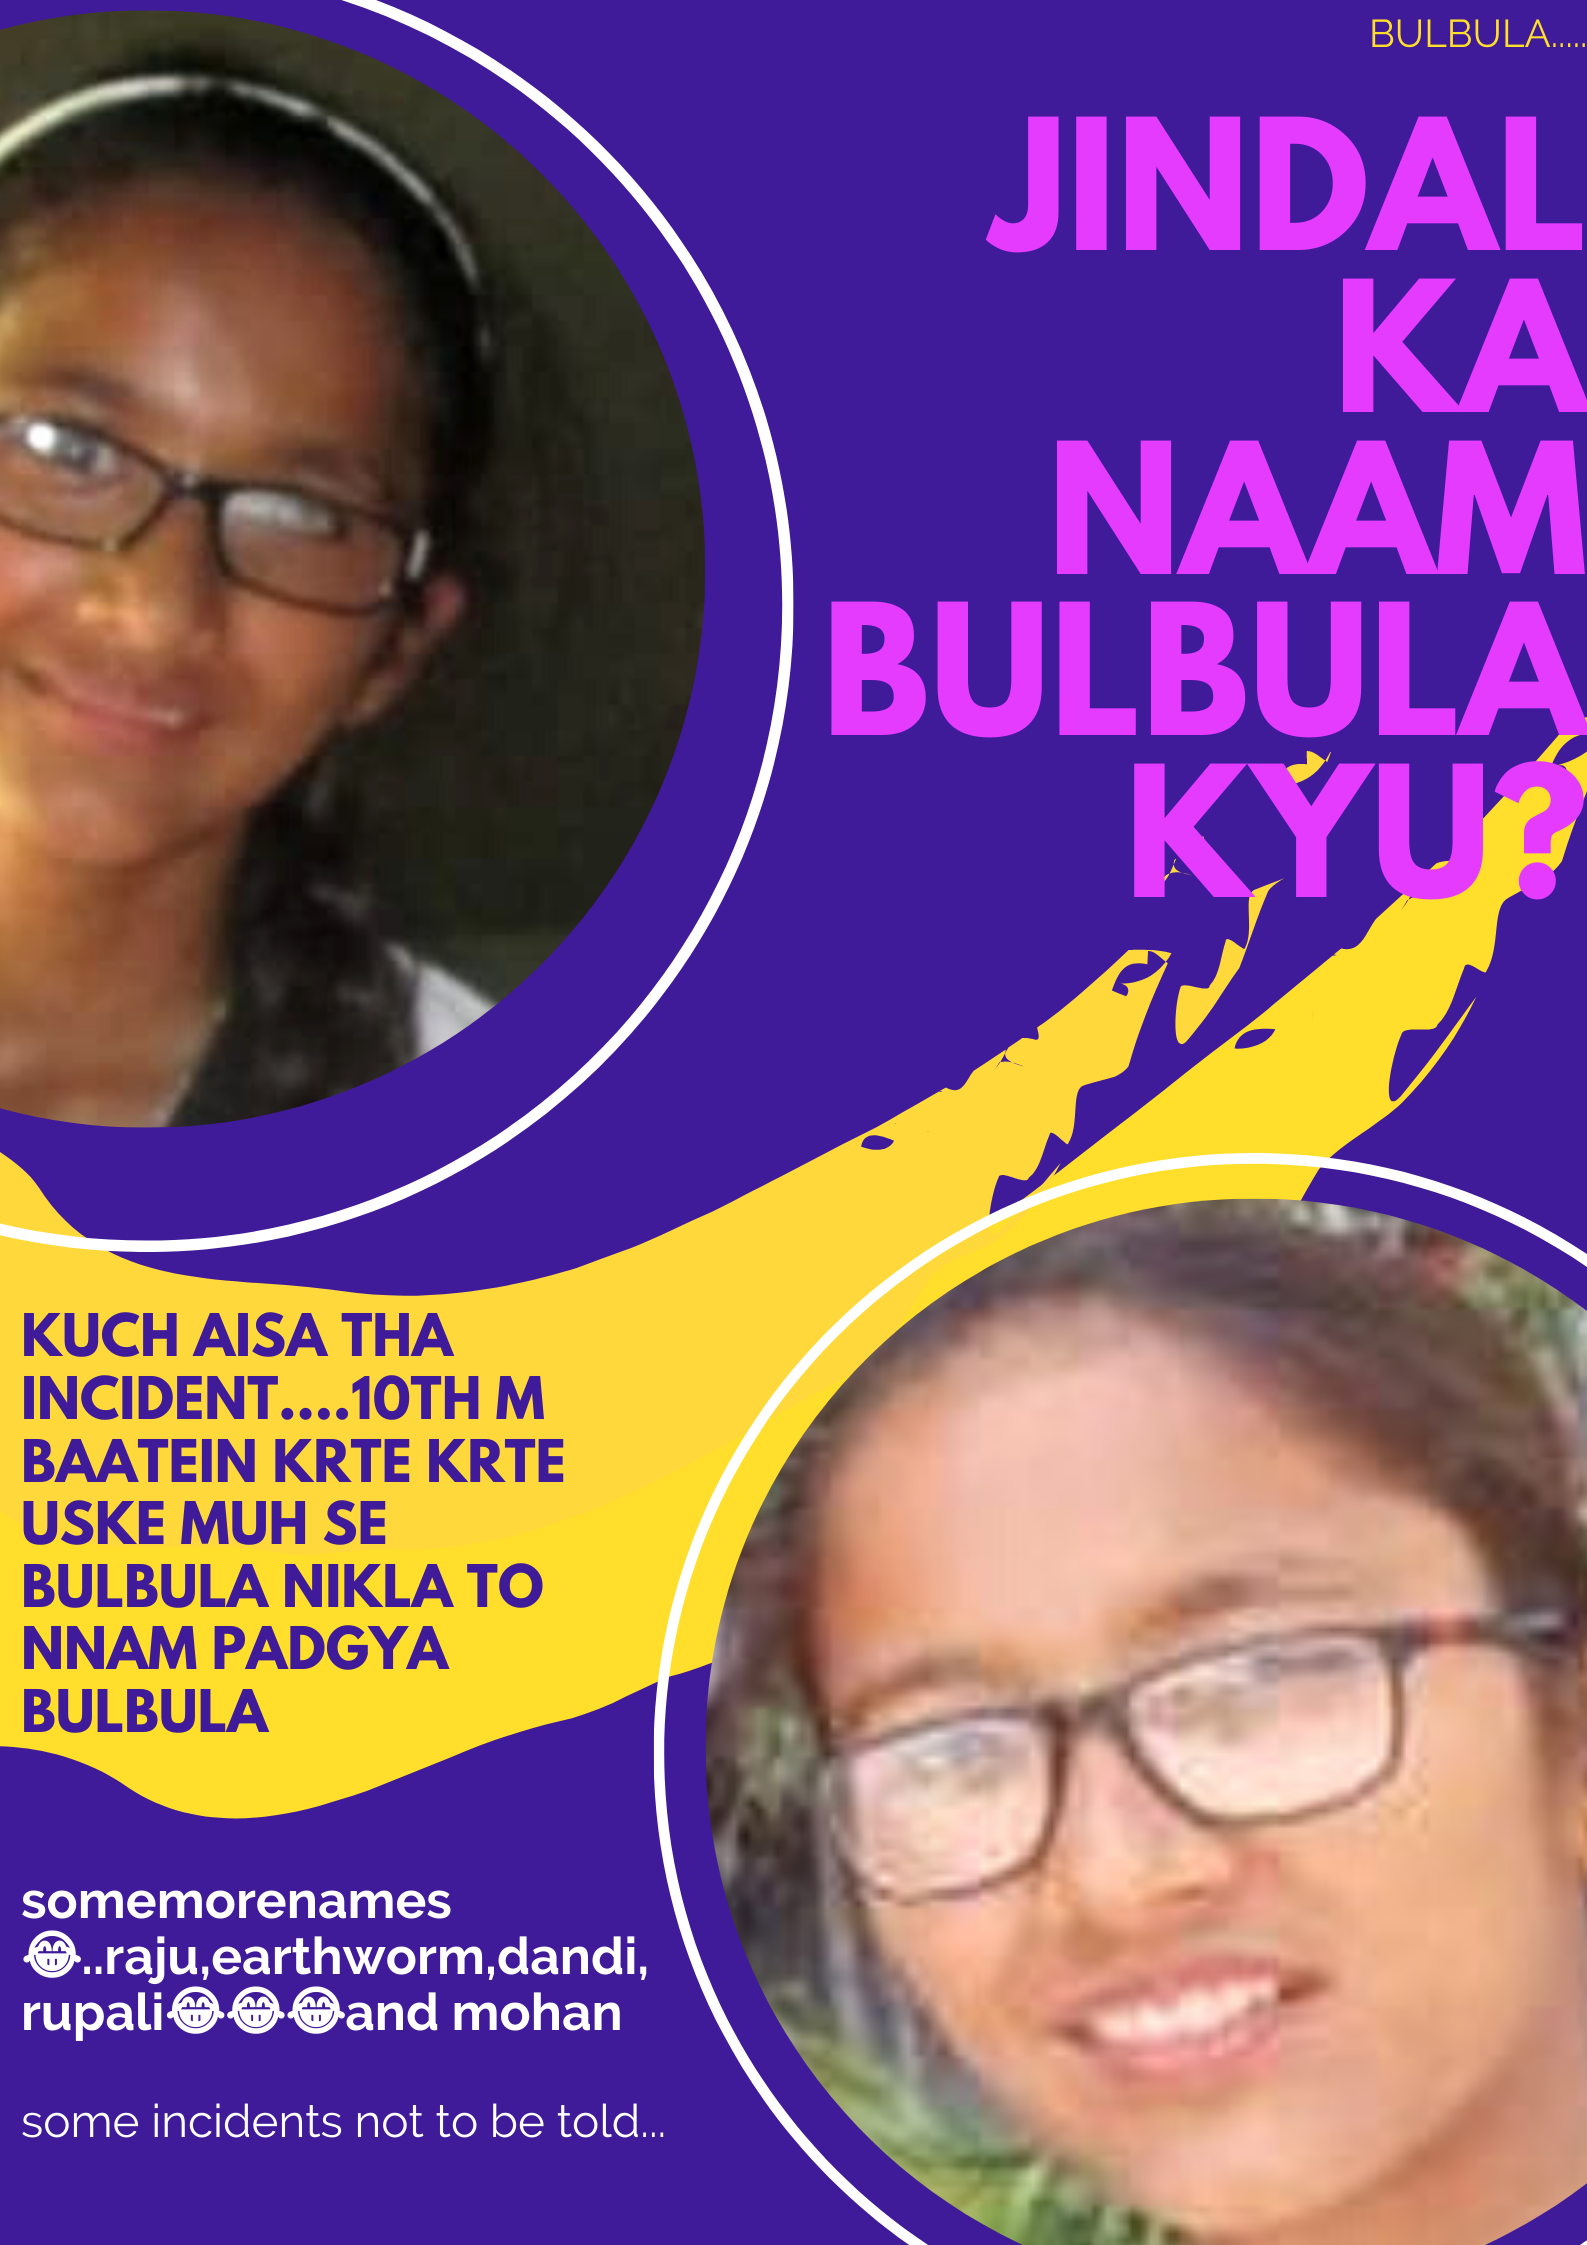 BULBULA.....
JINDAL
KA
NAAM
BULBULA
KYU?
KUCH AISA THA
INCIDENT....10TH M
BAATEIN KRTE KRTE
USKE MUH SE
BULBULA NIKLA TO
NNAM PADGYA
BULBULA
somemorenames
😂..raju,earthworm,dandi,
rupali😂😂😂and mohan
some incidents not to be told...